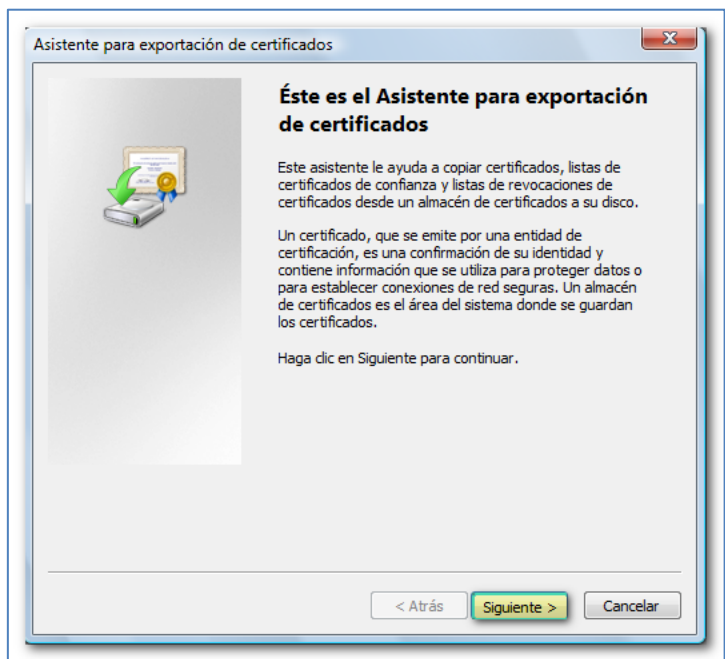 Asistente para exportación de certificados
Éste es el Asistente para exportación
de certificados
Este asistente le ayuda a copiar certificados, listas de
certificados de confianza y listas de revocaciones de
certificados desde un almacén de certificados a su disco.
Un certificado, que se emite por una entidad de
certificación, es una confirmación de su identidad y
contiene información que se utiliza para proteger datos o
para establecer conexiones de red seguras. Un almacén
de certificados es el área del sistema donde se guardan
los certificados.
Haga clic en Siguiente para continuar.
< Atrás Siguiente > Cancelar